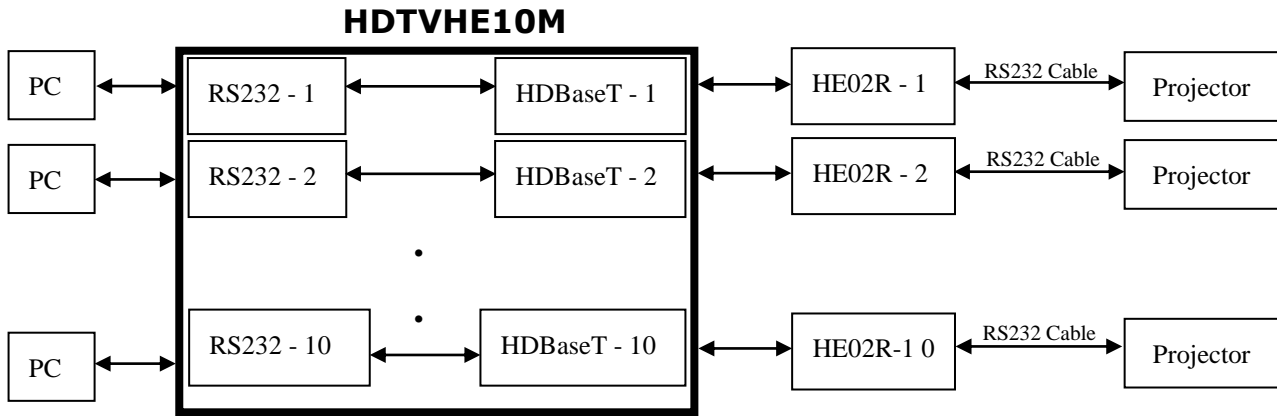 HDTVHE10M
PC
RS232 - 1
HDBaseT - 1
HE02R - 1
RS232 Cable
Projector
PC
RS232 - 2
HDBaseT - 2
HE02R - 2
RS232 Cable
Projector
PC
RS232 - 10
HDBaseT - 10
HE02R-1 0
RS232 Cable
Projector